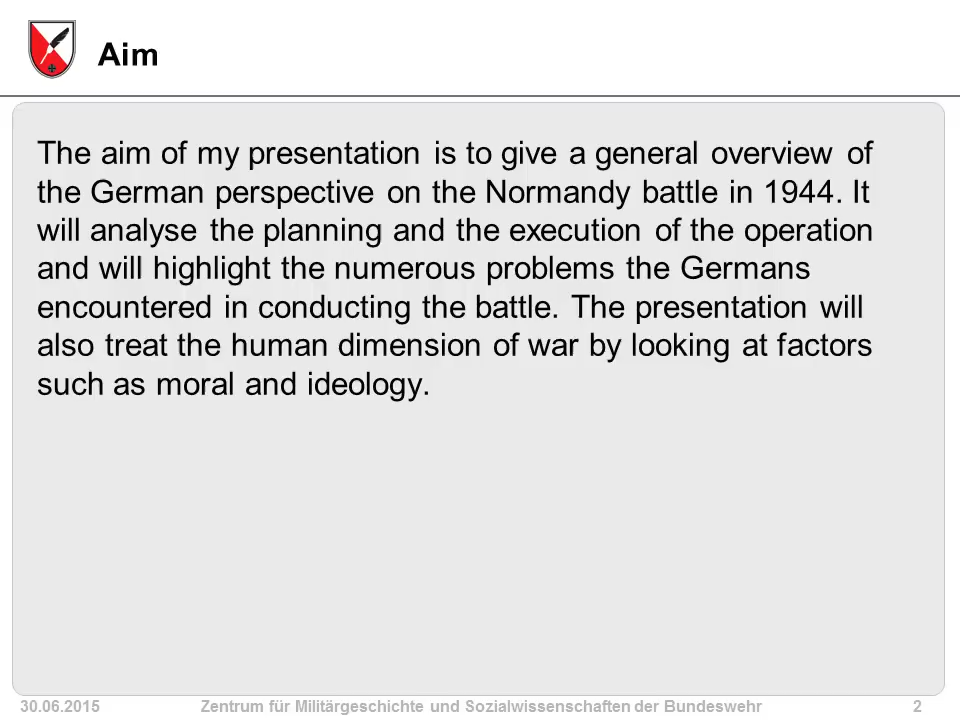 Aim
The aim of my presentation is to give a general overview of
the German perspective on the Normandy battle in 1944. It
will analyse the planning and the execution of the operation
and will highlight the numerous problems the Germans
encountered in conducting the battle. The presentation will
also treat the human dimension of war by looking at factors
such as moral and ideology.
30.06.2015 Zentrum für Militärgeschichte und Sozialwissenschaften der Bundeswehr 2